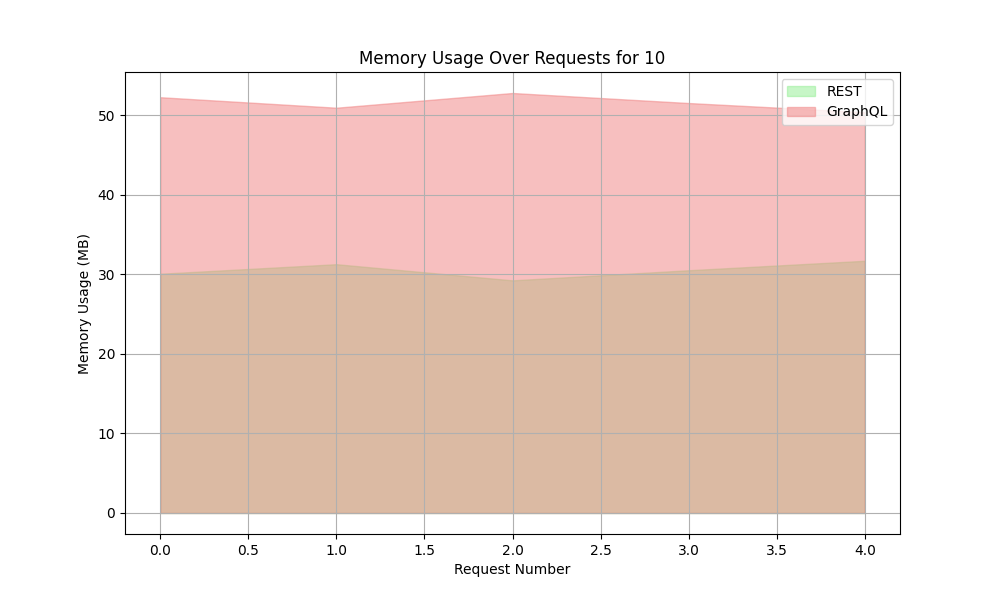 Memory Usage Over Requests for 10
REST
GraphQL
Memory Usage (MB)
50
40
30
20
10
0
0.0 0.5 1.0 1.5 2.0 2.5 3.0 3.5 4.0
Request Number